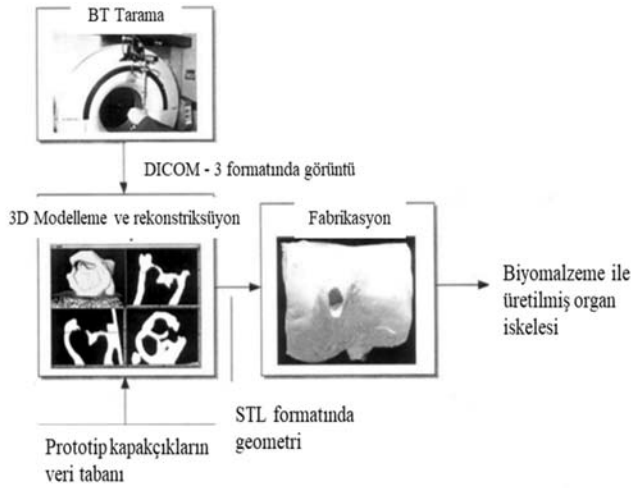 BT Tarama
DICOM - 3 formatında görüntü
3D Modelleme ve rekonstriksüyon
Fabrikasyon
Biyomalzeme ile
üretilmiş organ
iskelesi
STL formatında
geometri
Prototip kapakçıkların
veri tabanı